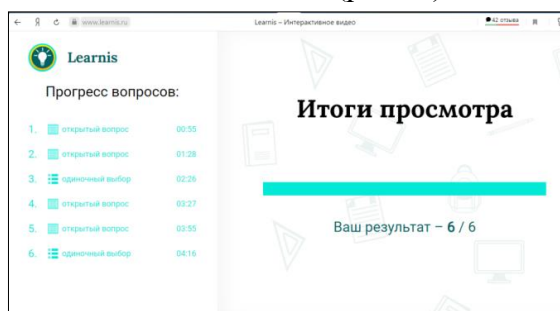 www.learnis.ru
Learnis – Интерактивное видео
42 отзыва
Learnis
Прогресс вопросов:
1. открытый вопрос 00:55
2. открытый вопрос 01:28
3. одиночный выбор 02:26
4. открытый вопрос 03:27
5. открытый вопрос 03:55
6. одиночный выбор 04:16
Итоги просмотра
Ваш результат – 6 / 6